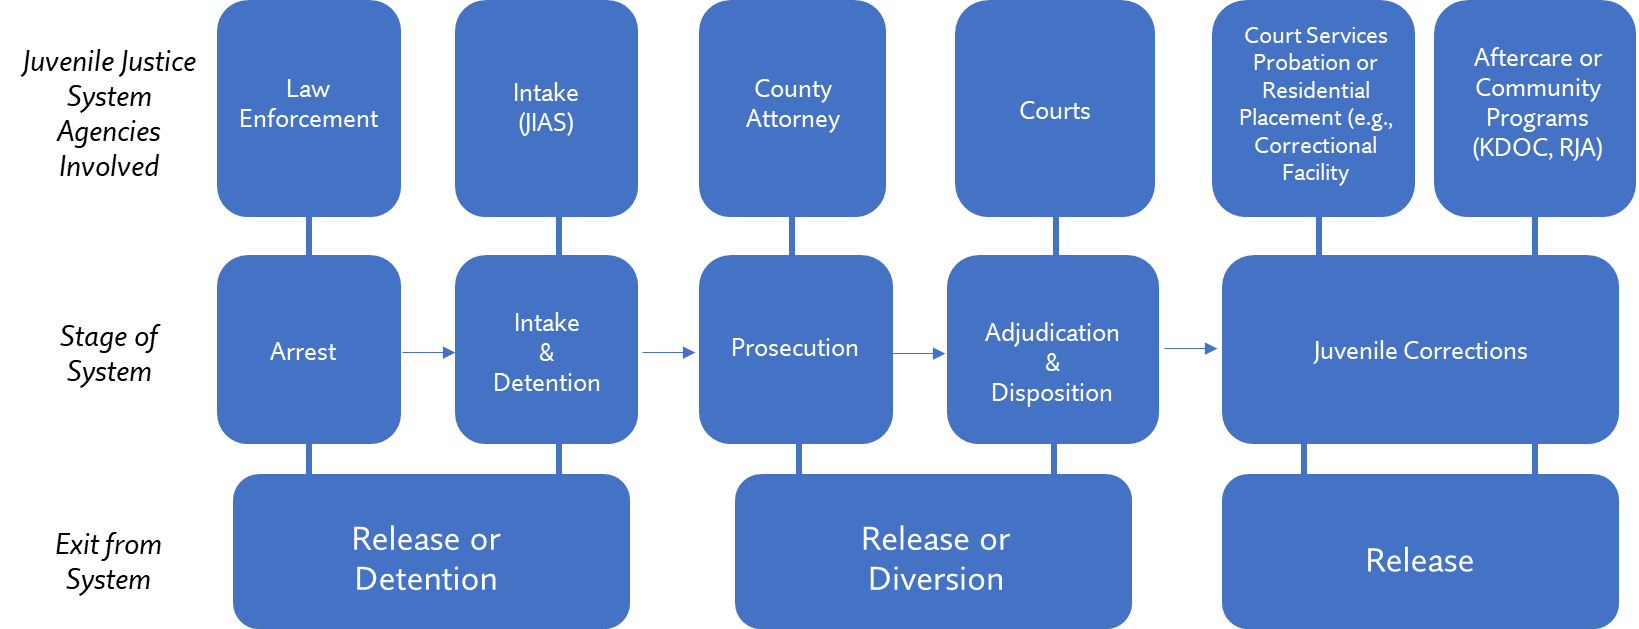 Juvenile Justice
System
Agencies
Involved
Law
Enforcement
Intake
(JIAS)
County
Attorney
Courts
Court Services
Probation or
Residential
Placement (e.g.,
Correctional
Facility
Aftercare or
Community
Programs
(KDOC, RJA)
Stage of
System
Arrest
Intake
&
Detention
Prosecution
Adjudication
&
Disposition
Juvenile Corrections
Exit from
System
Release or
Detention
Release or
Diversion
Release